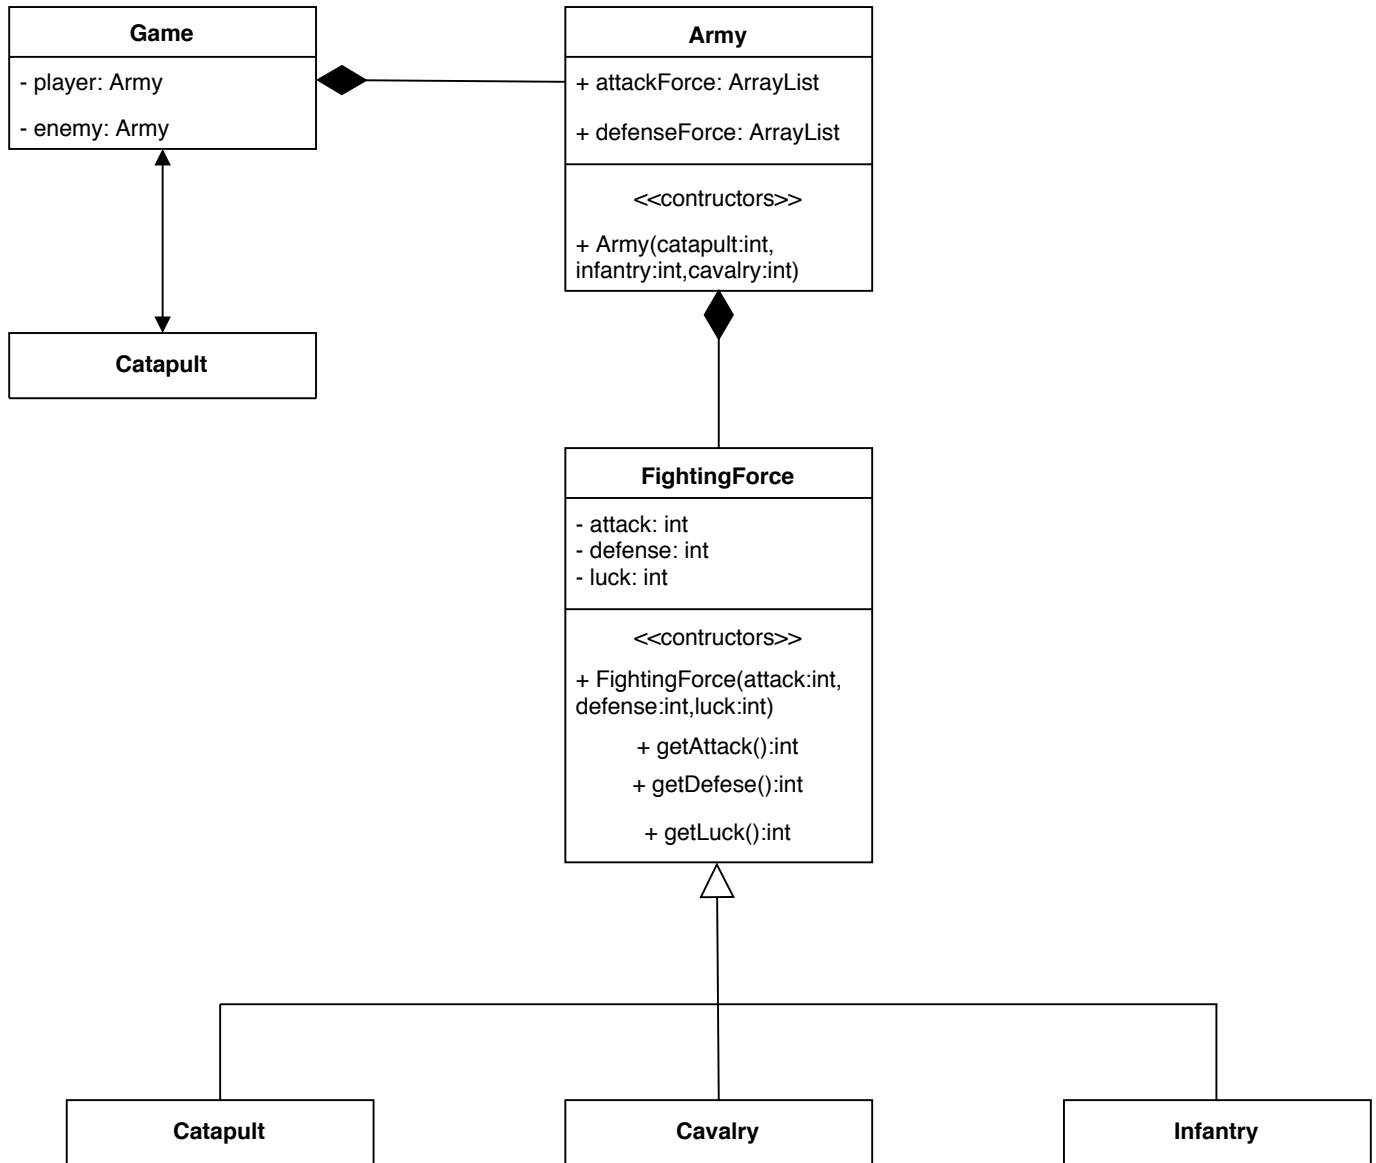 Game
- player: Army
- enemy: Army
Army
+ attackForce: ArrayList
+ defenseForce: ArrayList
<<contructors>>
+ Army(catapult:int,
infantry:int,cavalry:int)
Catapult
FightingForce
- attack: int
- defense: int
- luck: int
<<contructors>>
+ FightingForce(attack:int,
defense:int,luck:int)
+ getAttack():int
+ getDefese():int
+ getLuck():int
Catapult
Cavalry
Infantry